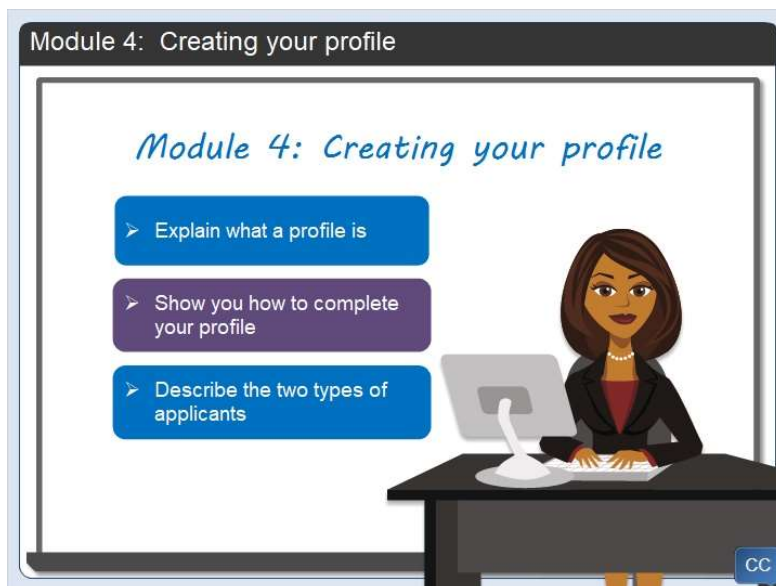 Module 4: Creating your profile
Module 4: Creating your profile
➢ Explain what a profile is
➢ Show you how to complete
your profile
➢ Describe the two types of
applicants
CC